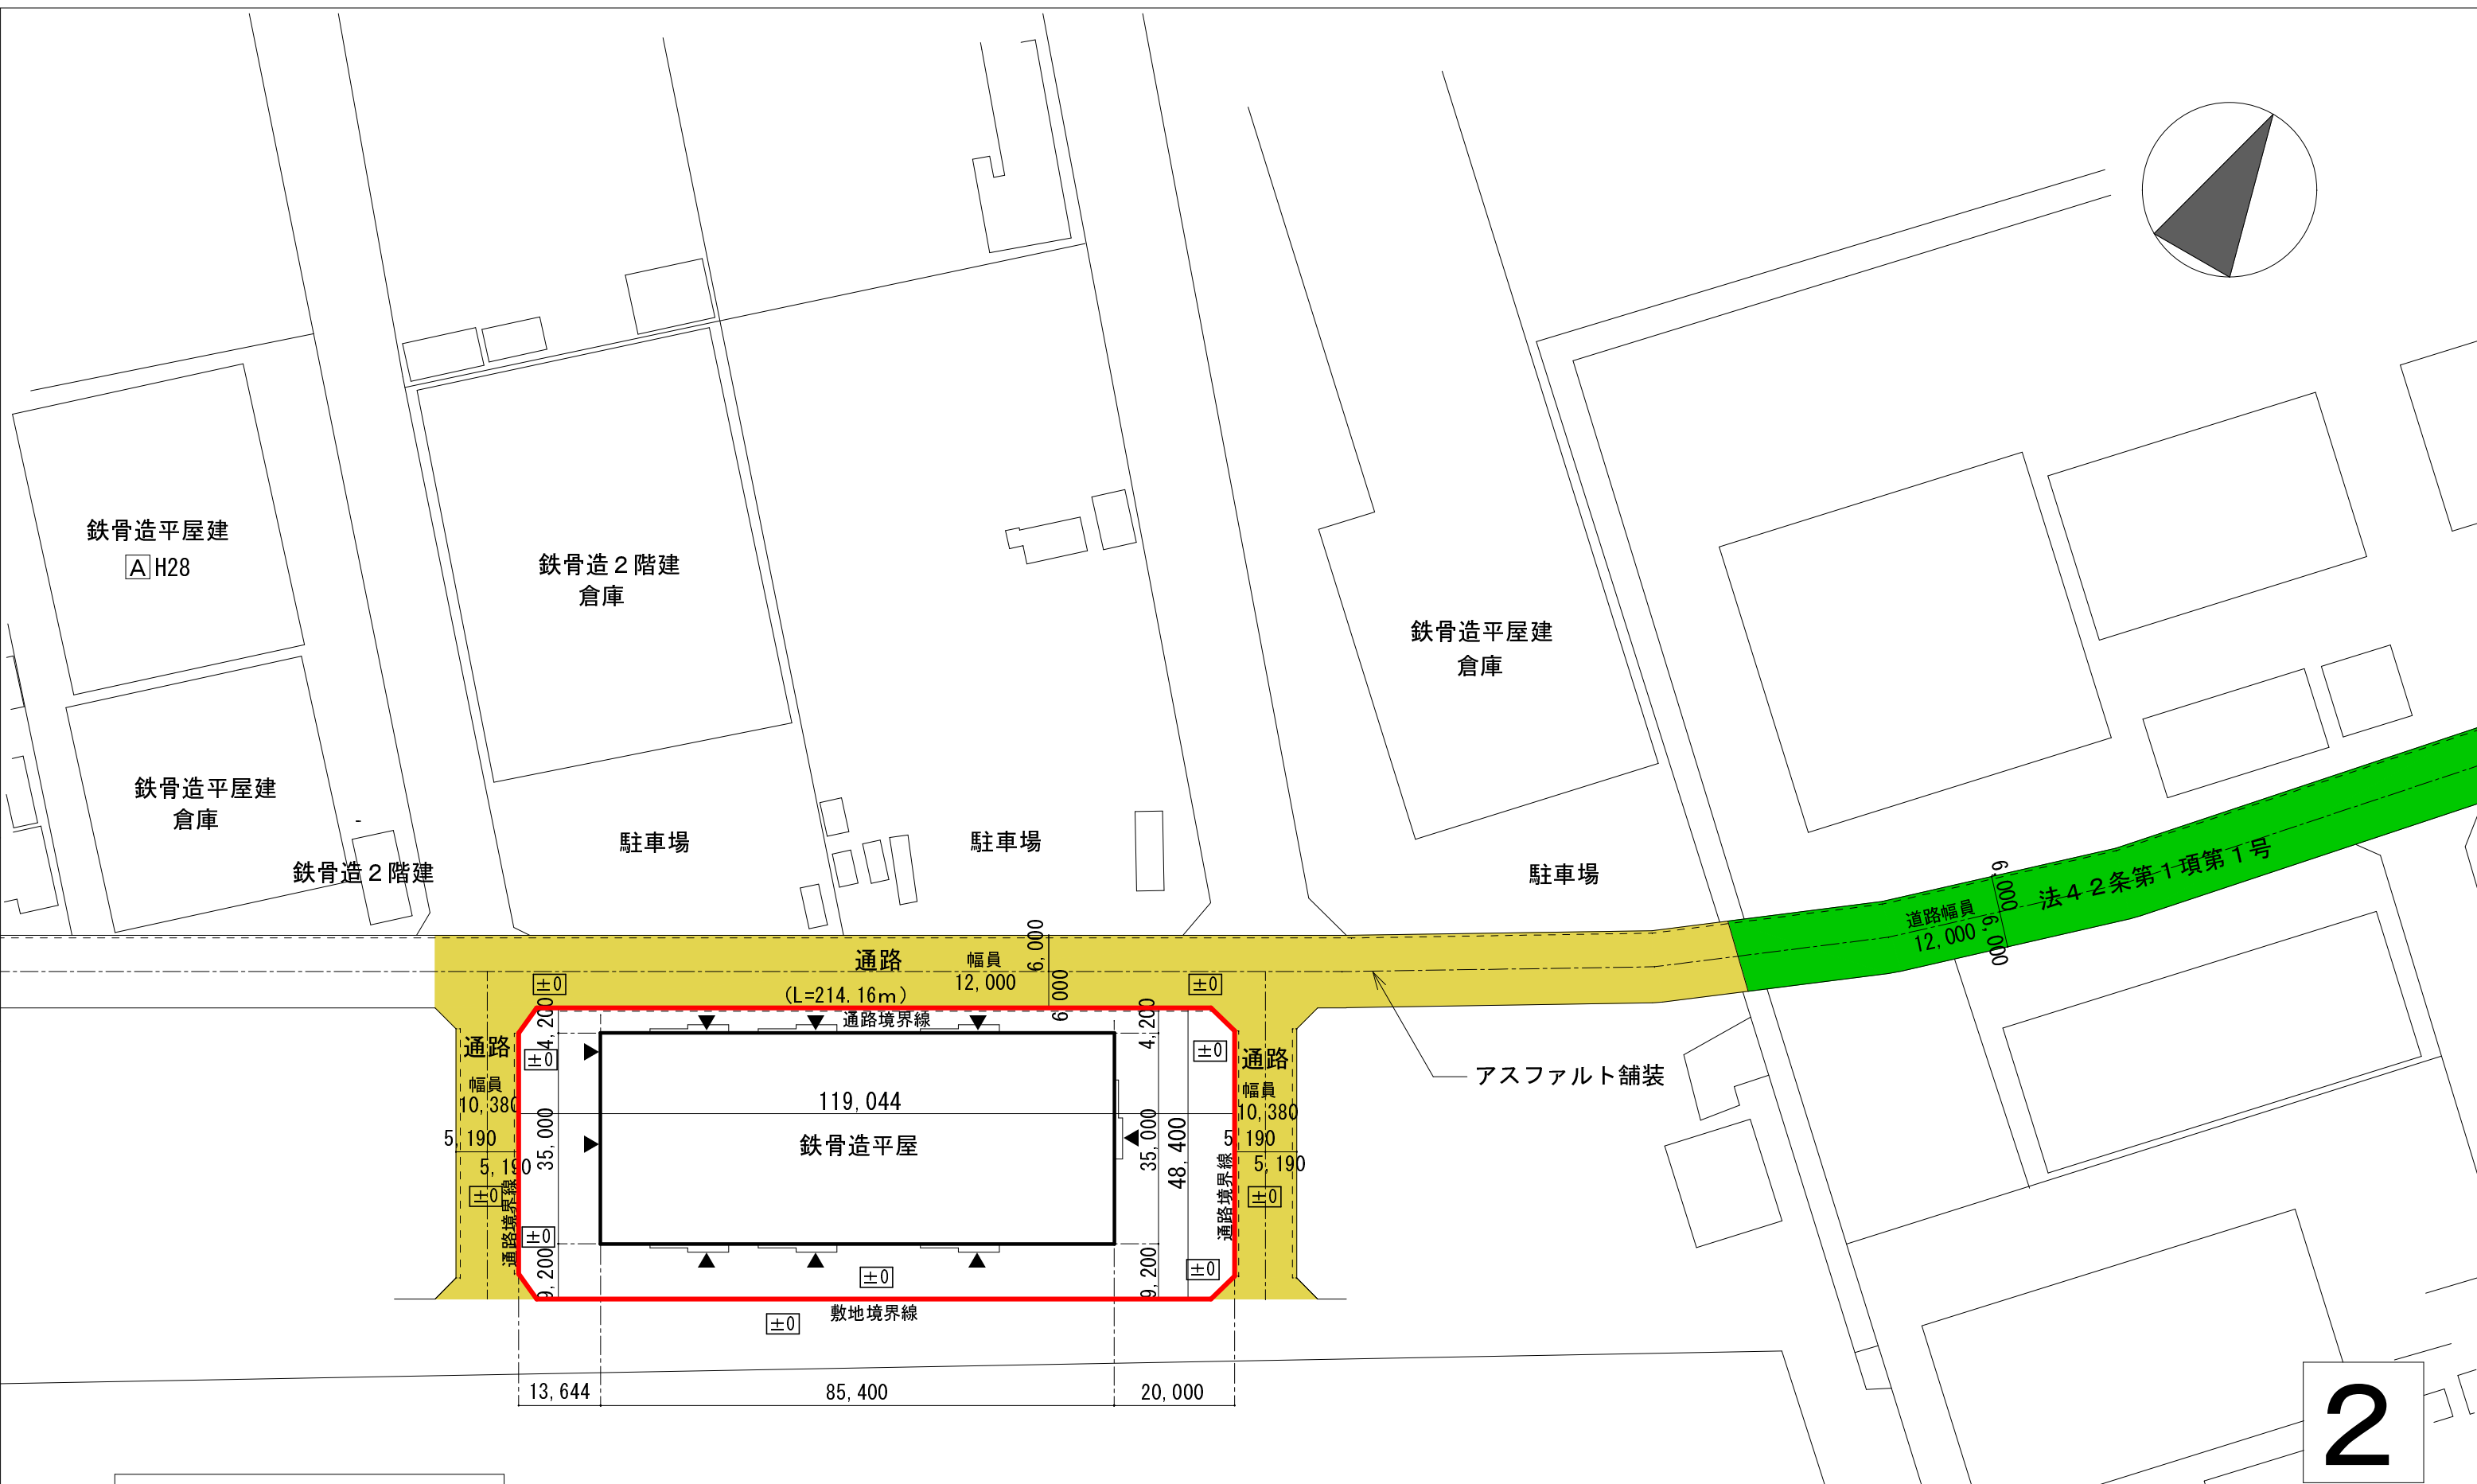 鉄骨造平屋建
A H28
鉄骨造２階建
倉庫
鉄骨造平屋建
倉庫
鉄骨造平屋建
倉庫
-
鉄骨造２階建
駐車場
駐車場
駐車場
法４２条第１項第１号
道路幅員
12,000
6,000
6,000
通路
幅員
12,000
6,000
6,000
(L=214.16m)
通路境界線
±0
±0
4,200
4,200
通路
幅員
10,380
5,190
5,190
±0
通路境界線
±0
±0
35,000
9,200
119,044
鉄骨造平屋
35,000
48,400
9,200
±0
±0
通路境界線
通路
幅員
10,380
5,190
5,190
±0
アスファルト舗装
±0
敷地境界線
±0
13,644
85,400
20,000
2